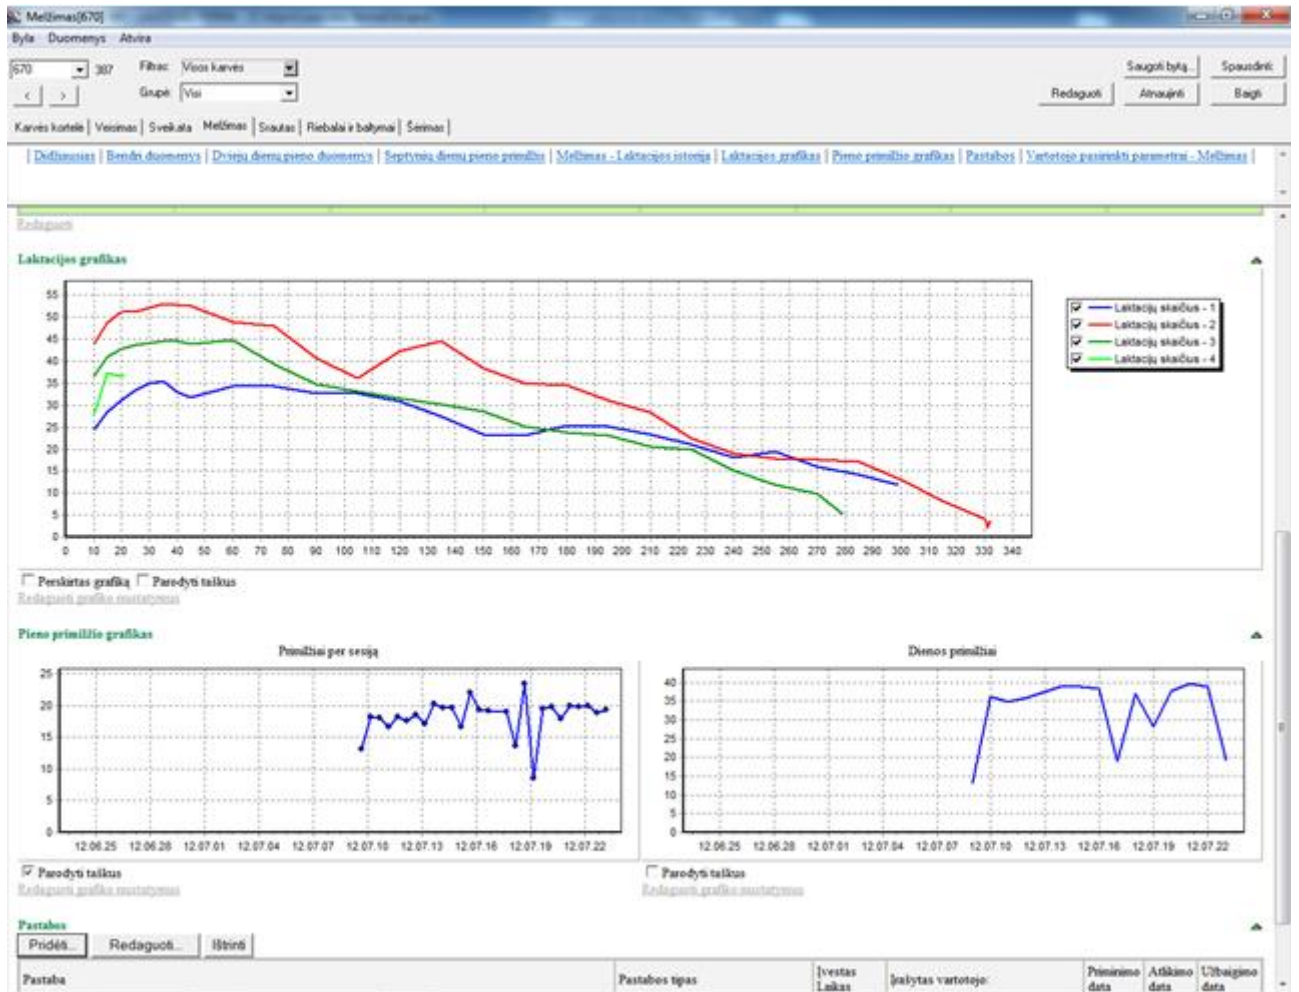 Melžimas[670]
Byla Duomenys Atvira
670 387 Filtras: Visos karvės Saugoti bylą... Spausdinti
< > Grupė: Visi Redaguoti Atnaujinti Baigti
Karvės kortelė Veisimas Sveikata Melžimas Srautas Riebalai ir baltymai Šėrimas
| Didžiausias | Bendri duomenys | Dviejų dienų pieno duomenys | Septynių dienų pieno primilžis | Melžimas - Laktacijos istorija | Laktacijos grafikas | Pieno primilžio grafikas | Pastabos | Vartotojo pasirinkti parametrai - Melžimas |
Redaguoti
Laktacijos grafikas
55
50
45
40
35
30
25
20
15
10
5
0
0 10 20 30 40 50 60 70 80 90 100 110 120 130 140 150 160 170 180 190 200 210 220 230 240 250 260 270 280 290 300 310 320 330 340
Laktacijų skaičius - 1
Laktacijų skaičius - 2
Laktacijų skaičius - 3
Laktacijų skaičius - 4
Perskirtas grafiką Parodyti taškus
Redaguoti grafiko nustatymus
Pieno primilžio grafikas
Primilžiai per sesiją
25
20
15
10
5
0
12.06.25 12.06.28 12.07.01 12.07.04 12.07.07 12.07.10 12.07.13 12.07.16 12.07.19 12.07.22
Parodyti taškus
Redaguoti grafiko nustatymus
Dienos primilžiai
40
35
30
25
20
15
10
5
0
12.06.25 12.06.28 12.07.01 12.07.04 12.07.07 12.07.10 12.07.13 12.07.16 12.07.19 12.07.22
Parodyti taškus
Redaguoti grafiko nustatymus
Pastabos
Pridėti... Redaguoti... Ištrinti
Pastaba Pastabos tipas Įvestas Laikas Įrašytas vartotojo: Priminimo data Atlikimo data Užbaigimo data